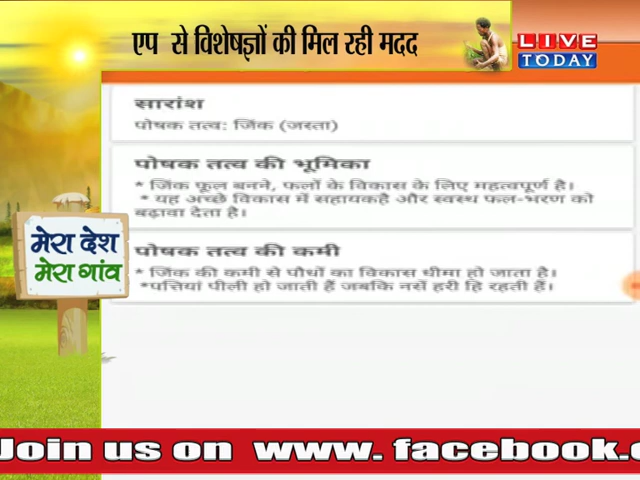 एप से विशेषज्ञों की मिल रही मदद
LIVE
TODAY
सारांश
पोषक तत्व: जिंक (जस्ता)
पोषक तत्व की भूमिका
* जिंक फूल बनने, फलों के विकास के लिए महत्वपूर्ण है।
* यह अच्छे विकास में सहायकहै और स्वस्थ फल-भरण को
बढ़ावा देता है।
मेरा देश
मेरा गांव
पोषक तत्व की कमी
* जिंक की कमी से पौधों का विकास धीमा हो जाता है।
*पत्तियां पीली हो जाती हैं जबकि नसें हरी हि रहती हैं।
Join us on www. facebook.c